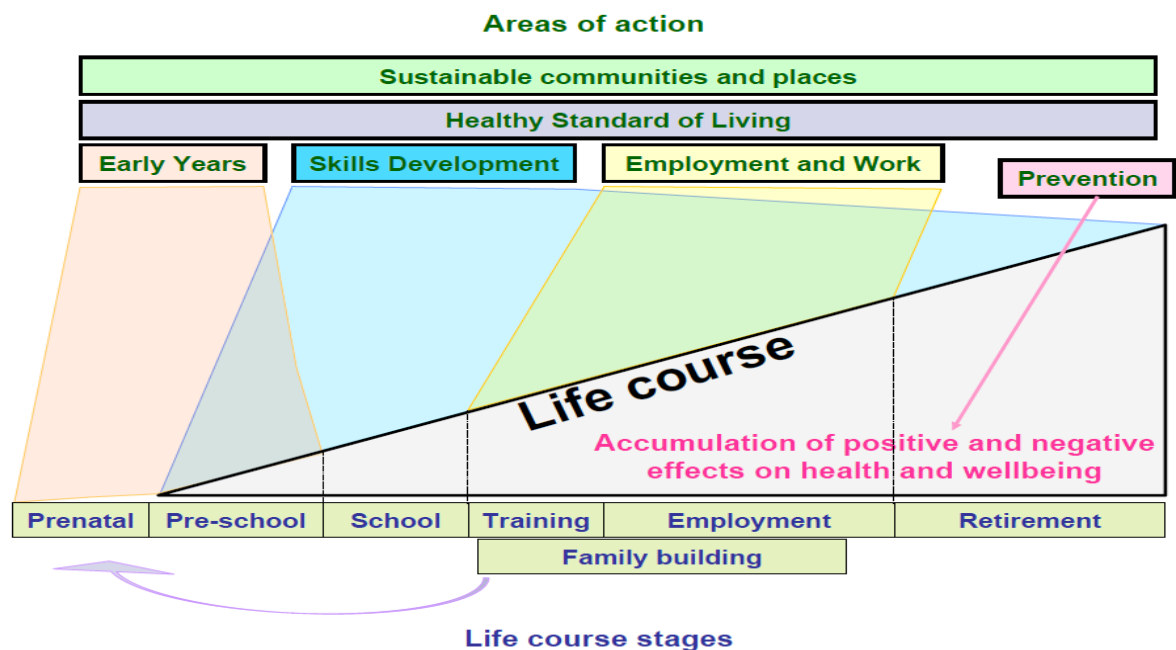 Areas of action
Sustainable communities and places
Healthy Standard of Living
Early Years
Skills Development
Employment and Work
Prevention
Life course
Accumulation of positive and negative
effects on health and wellbeing
Prenatal
Pre-school
School
Training
Employment
Retirement
Family building
Life course stages